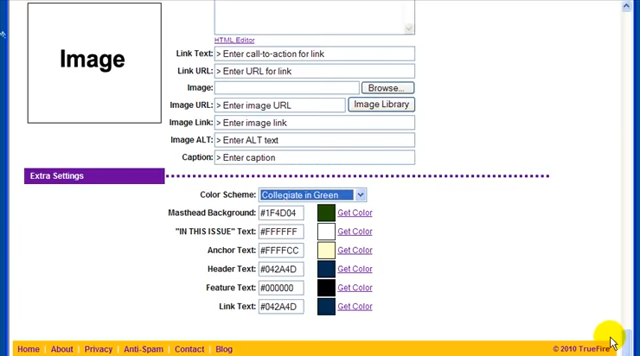 Image
HTML Editor
Link Text: > Enter call-to-action for link
Link URL: > Enter URL for link
Image: Browse...
Image URL: > Enter image URL Image Library
Image Link: > Enter image link
Image ALT: > Enter ALT text
Caption: > Enter caption
Extra Settings
Color Scheme: Collegiate in Green
Masthead Background: #1F4D04 Get Color
"IN THIS ISSUE" Text: #FFFFFF Get Color
Anchor Text: #FFFFCC Get Color
Header Text: #042A4D Get Color
Feature Text: #000000 Get Color
Link Text: #042A4D Get Color
Home | About | Privacy | Anti-Spam | Contact | Blog © 2010 TrueFire